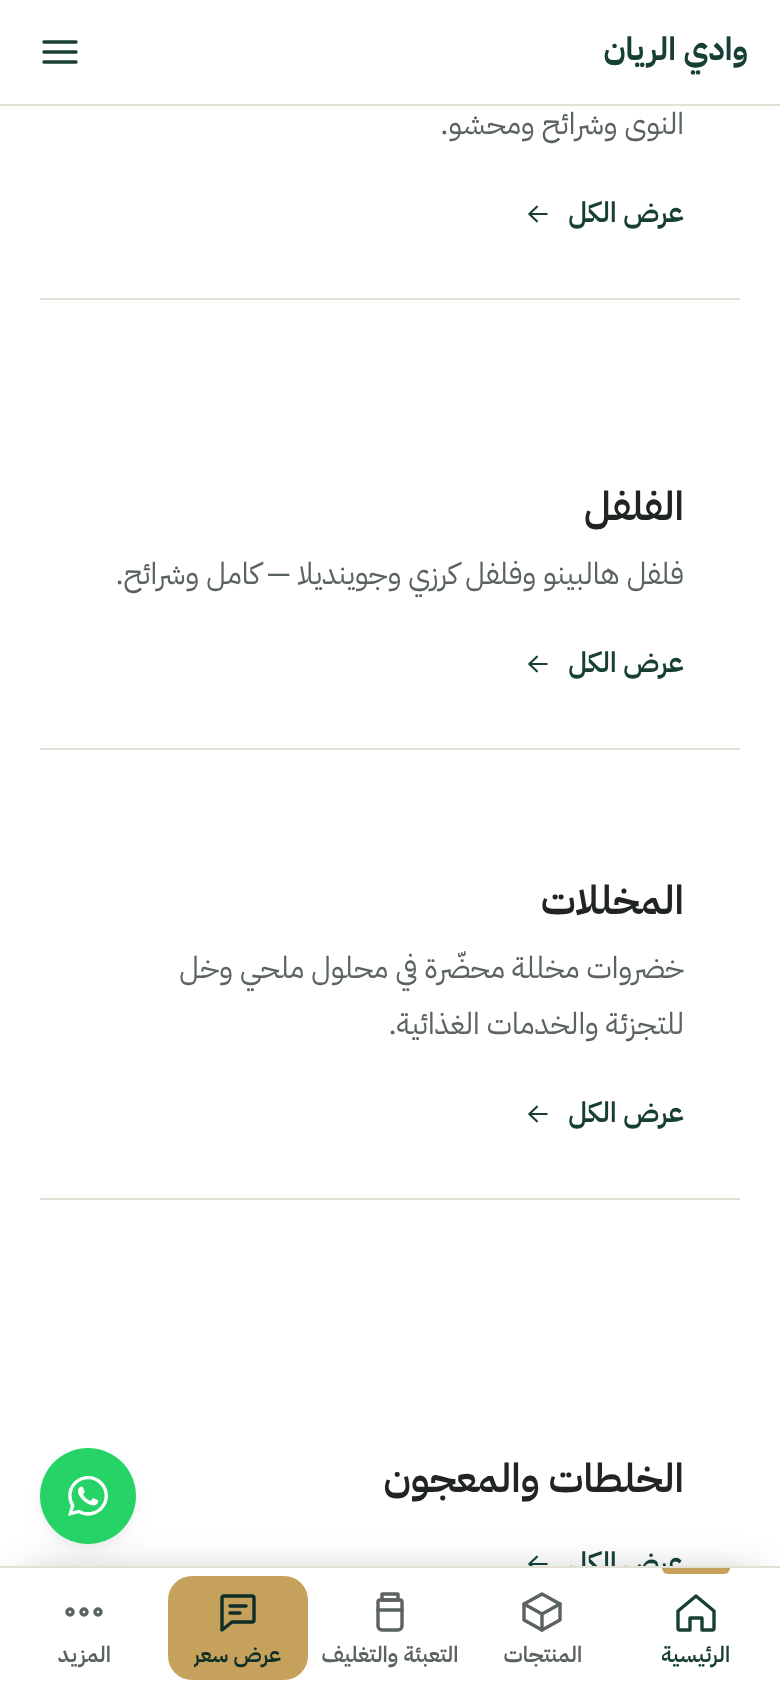 وادي الريان
النوى وشرائح ومحشو.
عرض الكل ←
الفلفل
فلفل هالبينو وفلفل كرزي وجوينديلا — كامل وشرائح.
عرض الكل ←
المخللات
خضروات مخللة محضّرة في محلول ملحي وخل
للتجزئة والخدمات الغذائية.
عرض الكل ←
الخلطات والمعجون
عرض الكل ←
الرئيسية
المنتجات
التعبئة والتغليف
عرض سعر
المزيد